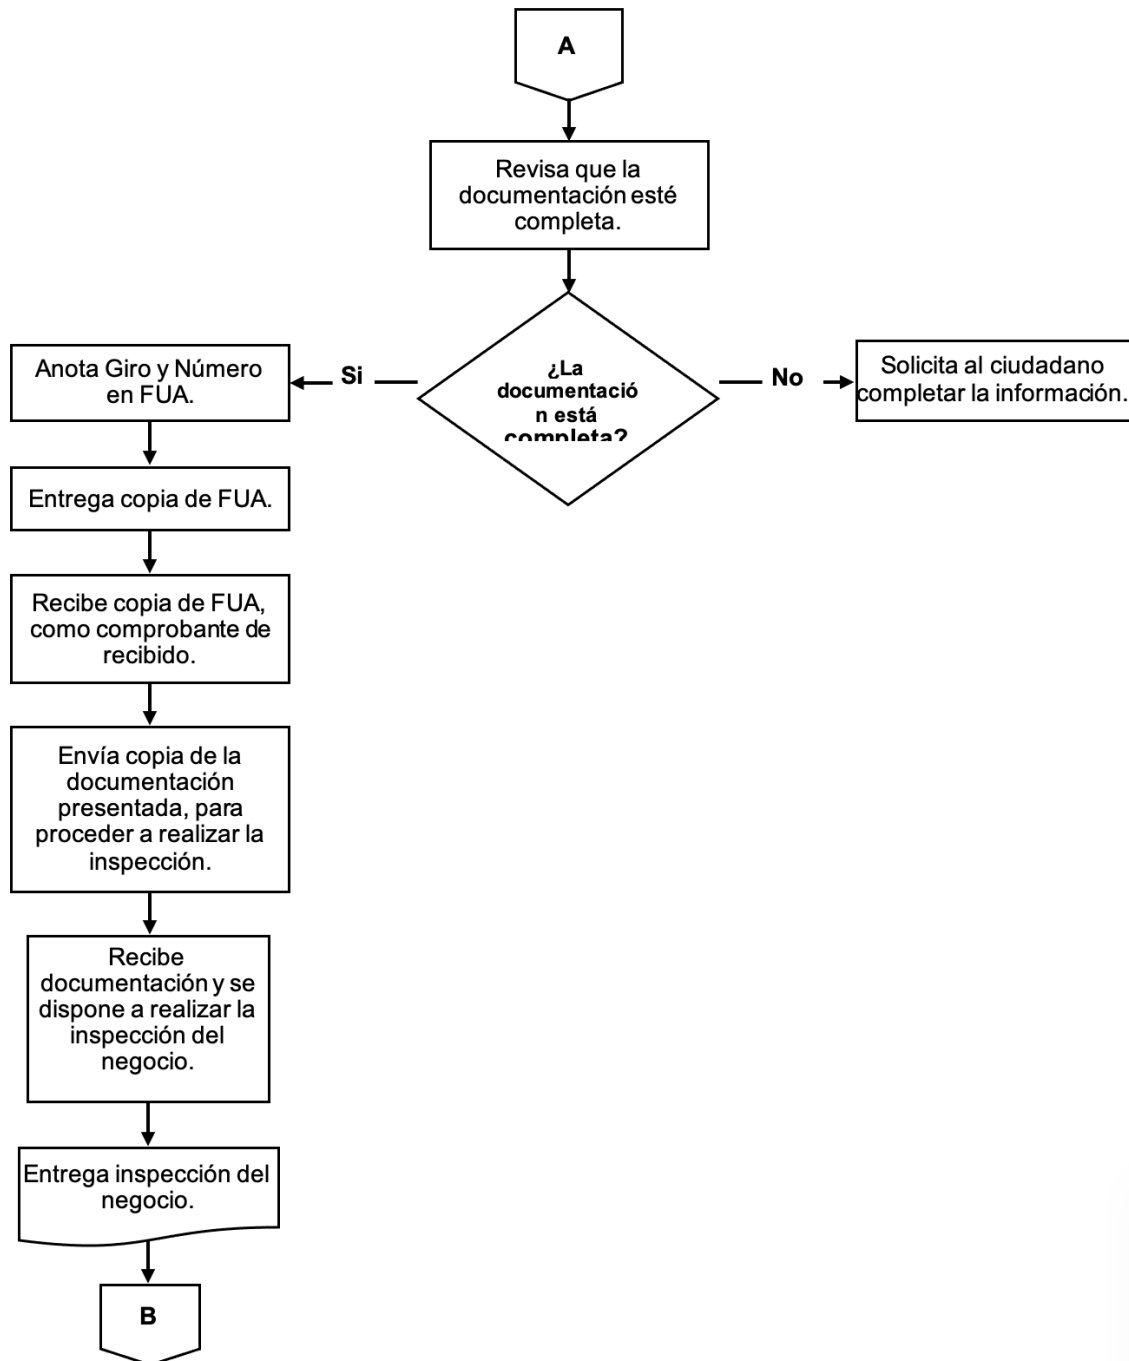 A
Revisa que la
documentación esté
completa.
¿La
documentació
n está
completa?
Si
No
Anota Giro y Número
en FUA.
Solicita al ciudadano
completar la información.
Entrega copia de FUA.
Recibe copia de FUA,
como comprobante de
recibido.
Envía copia de la
documentación
presentada, para
proceder a realizar la
inspección.
Recibe
documentación y se
dispone a realizar la
inspección del
negocio.
Entrega inspección del
negocio.
B